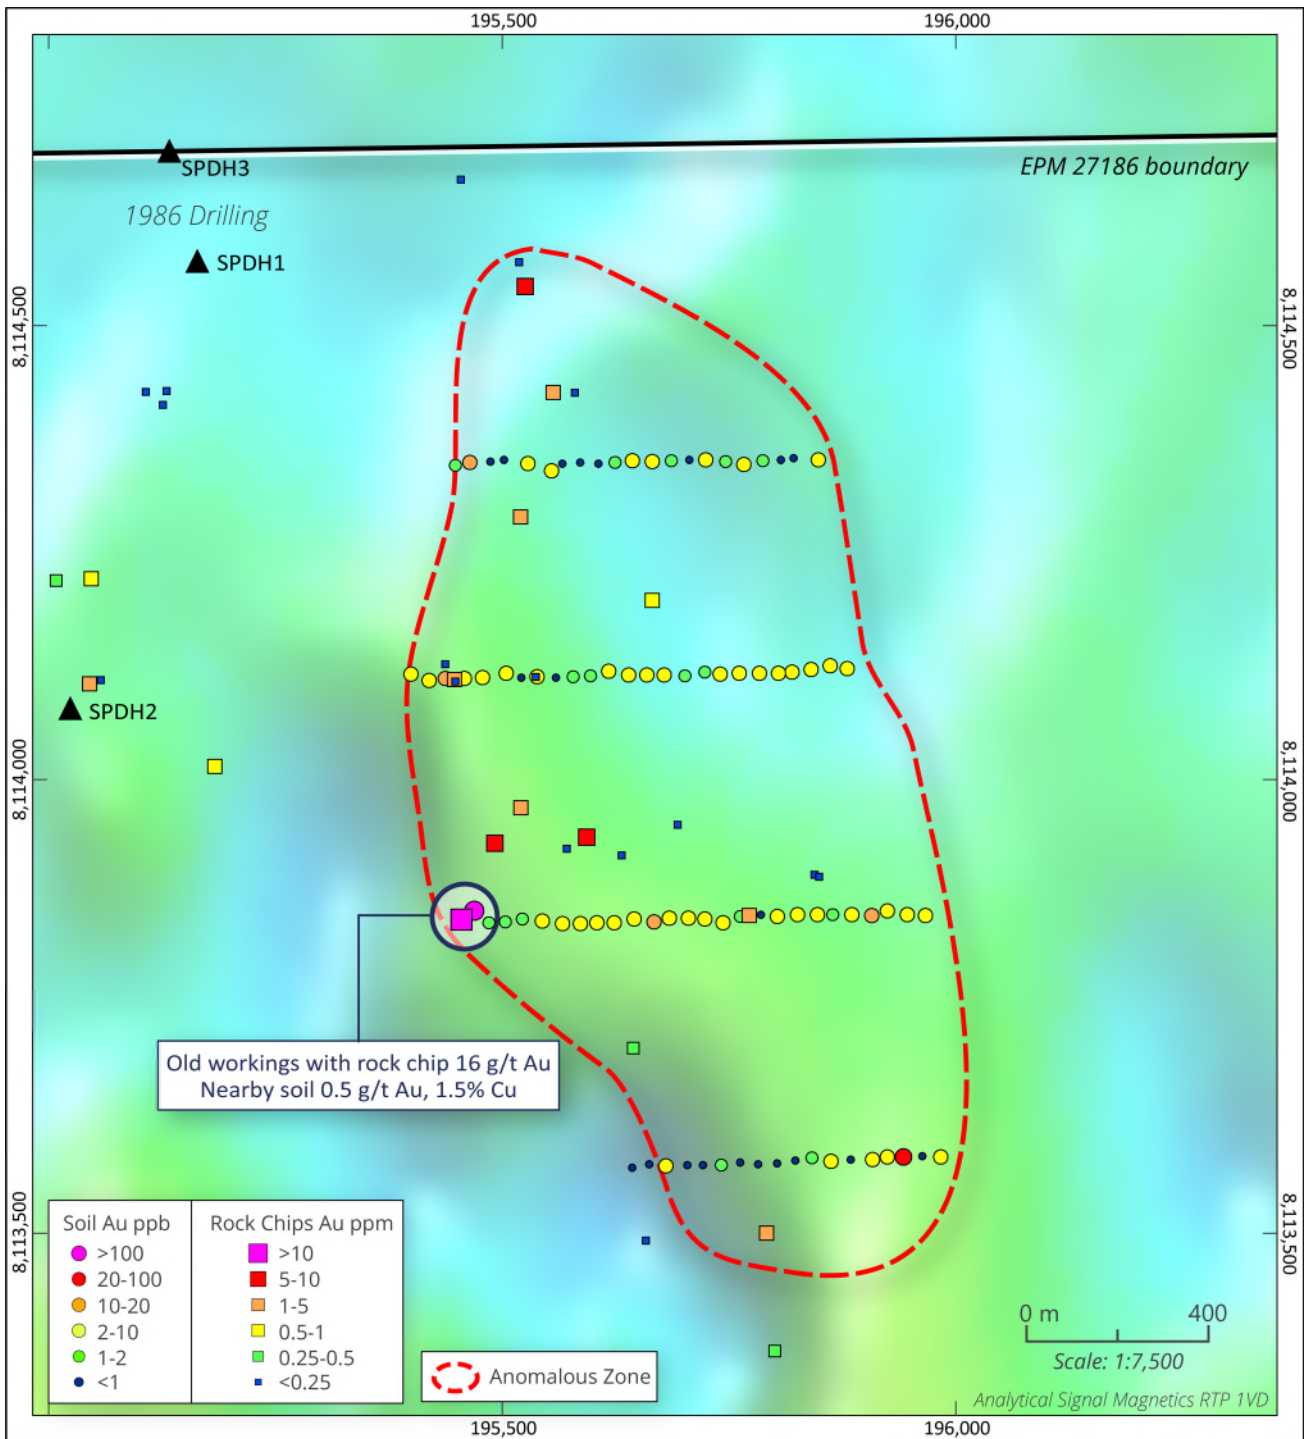 195,500
196,000
SPDH3
EPM 27186 boundary
1986 Drilling
SPDH1
8,114,500
8,114,500
SPDH2
8,114,000
8,114,000
Old workings with rock chip 16 g/t Au
Nearby soil 0.5 g/t Au, 1.5% Cu
8,113,500
8,113,500
Soil Au ppb
>100
20-100
10-20
2-10
1-2
<1
Rock Chips Au ppm
>10
5-10
1-5
0.5-1
0.25-0.5
<0.25
Anomalous Zone
0 m 400
Scale: 1:7,500
Analytical Signal Magnetics RTP 1VD
195,500
196,000